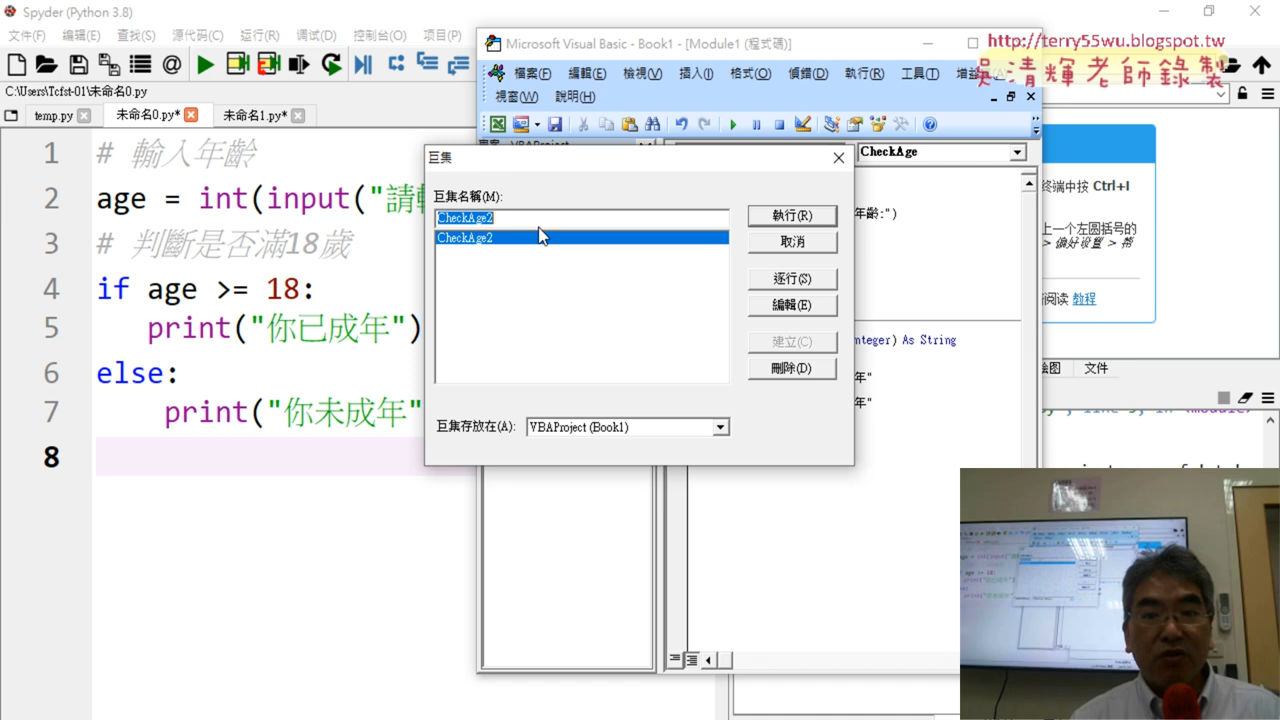 Spyder (Python 3.8)
文件(F) 编辑(E) 查找(S) 源代码(C) 运行(R) 调试(D) 控制台(O) 项目(P)
C:\Users\Tcfst-01\未命名0.py
temp.py 未命名0.py* 未命名1.py*
1 # 輸入年齡
2 age = int(input("請
3 # 判斷是否滿18歲
4 if age >= 18:
5 print("你已成年")
6 else:
7 print("你未成年"
8
Microsoft Visual Basic - Book1 - [Module1 (程式碼)]
http://terry55wu.blogspot.tw
吳清輝老師錄製
檔案(F) 編輯(E) 檢視(V) 插入(I) 格式(O) 偵錯(D) 執行(R) 工具(T) 增益
視窗(W) 說明(H)
CheckAge
年齡:")
nteger) As String
年"
年"
巨集
巨集名稱(M):
CheckAge2
CheckAge2
執行(R)
取消
逐行(S)
編輯(E)
建立(C)
刪除(D)
巨集存放在(A): VBAProject (Book1)
终端中按 Ctrl+I
上一个左圆括号的
> 偏好设置 > 帮
阅读 教程
绘图 文件